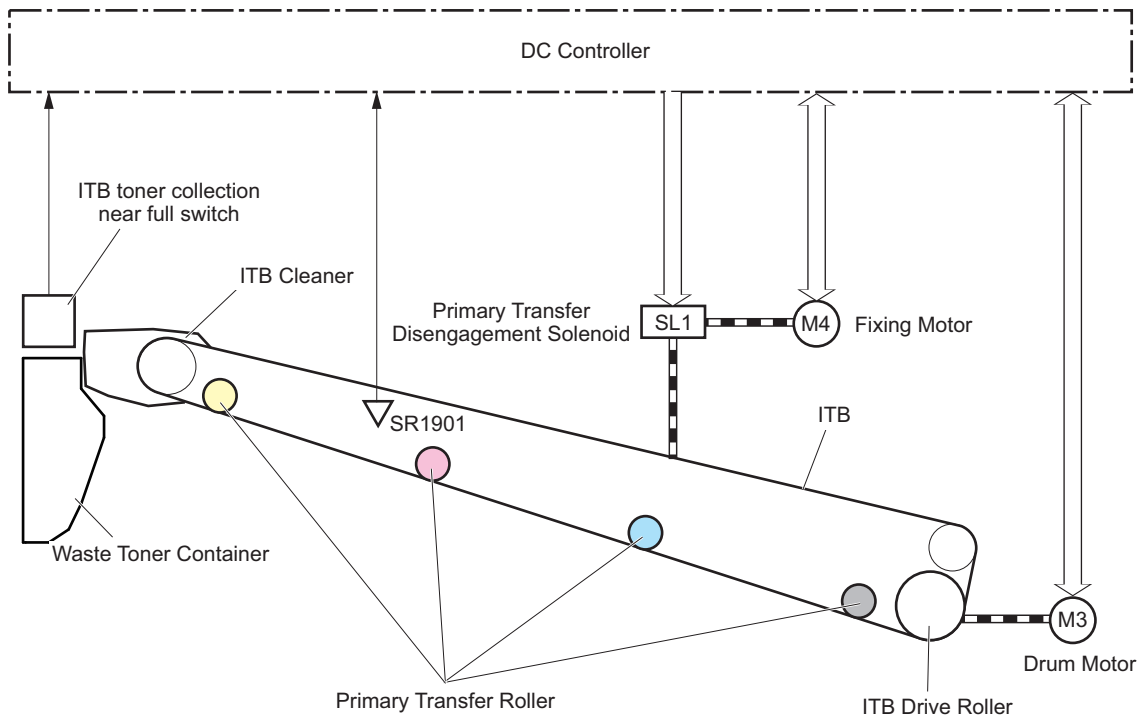 DC Controller
ITB toner collection
near full switch
ITB Cleaner
Primary Transfer
Disengagement Solenoid
SL1
M4
Fixing Motor
SR1901
ITB
Waste Toner Container
M3
Drum Motor
Primary Transfer Roller
ITB Drive Roller